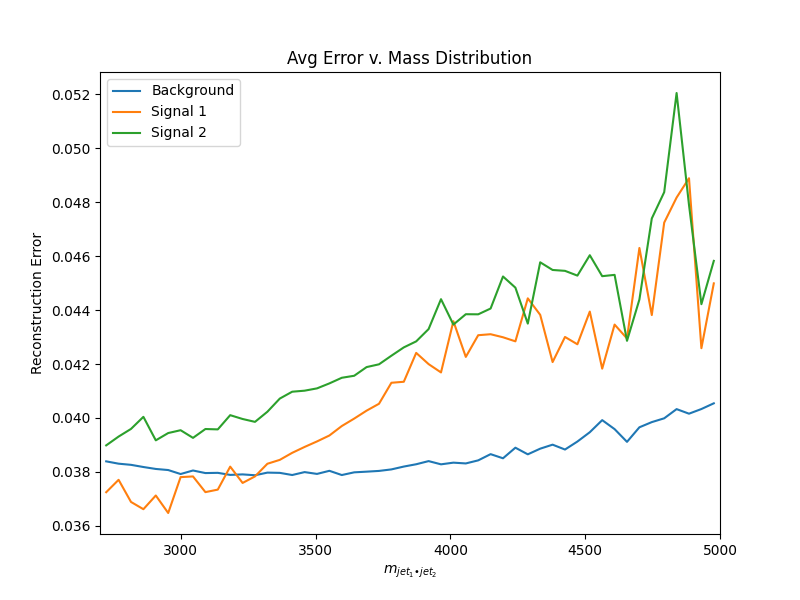 Avg Error v. Mass Distribution
Background
Signal 1
Signal 2
0.052
0.050
0.048
0.046
0.044
0.042
0.040
0.038
0.036
Reconstruction Error
3000 3500 4000 4500 5000
m_{jet_1•jet_2}